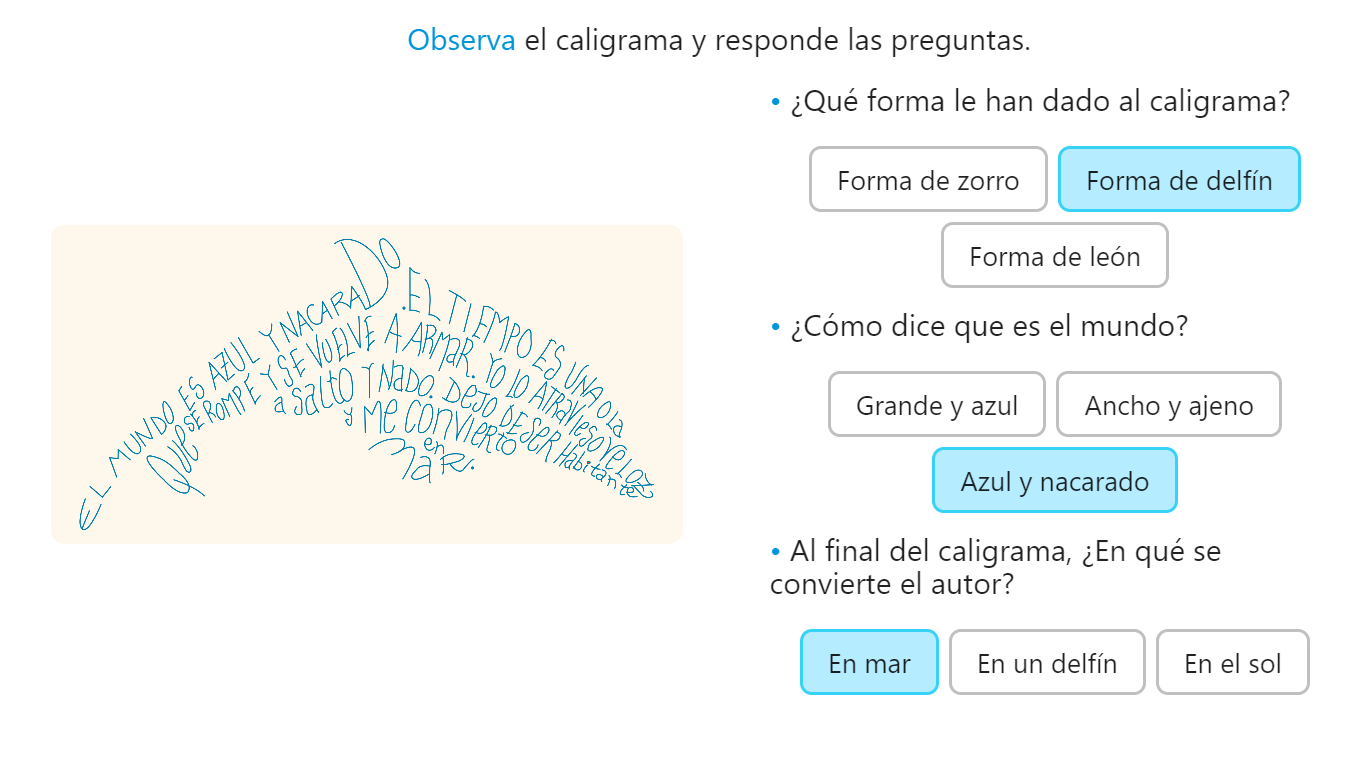 Observa el caligrama y responde las preguntas.
EL MUNDO ES AZUL Y NACARADO. EL TIEMPO ES UNA OLA
QUE SE ROMPE Y SE VUELVE A ARMAR. YO LO ATRAVIESO VELOZ
a SALTO Y NADO. DEJO DE SER HabitantE
y ME CONVIERTO
en
MaR.
• ¿Qué forma le han dado al caligrama?
Forma de zorro
Forma de delfín
Forma de león
• ¿Cómo dice que es el mundo?
Grande y azul
Ancho y ajeno
Azul y nacarado
• Al final del caligrama, ¿En qué se
convierte el autor?
En mar
En un delfín
En el sol